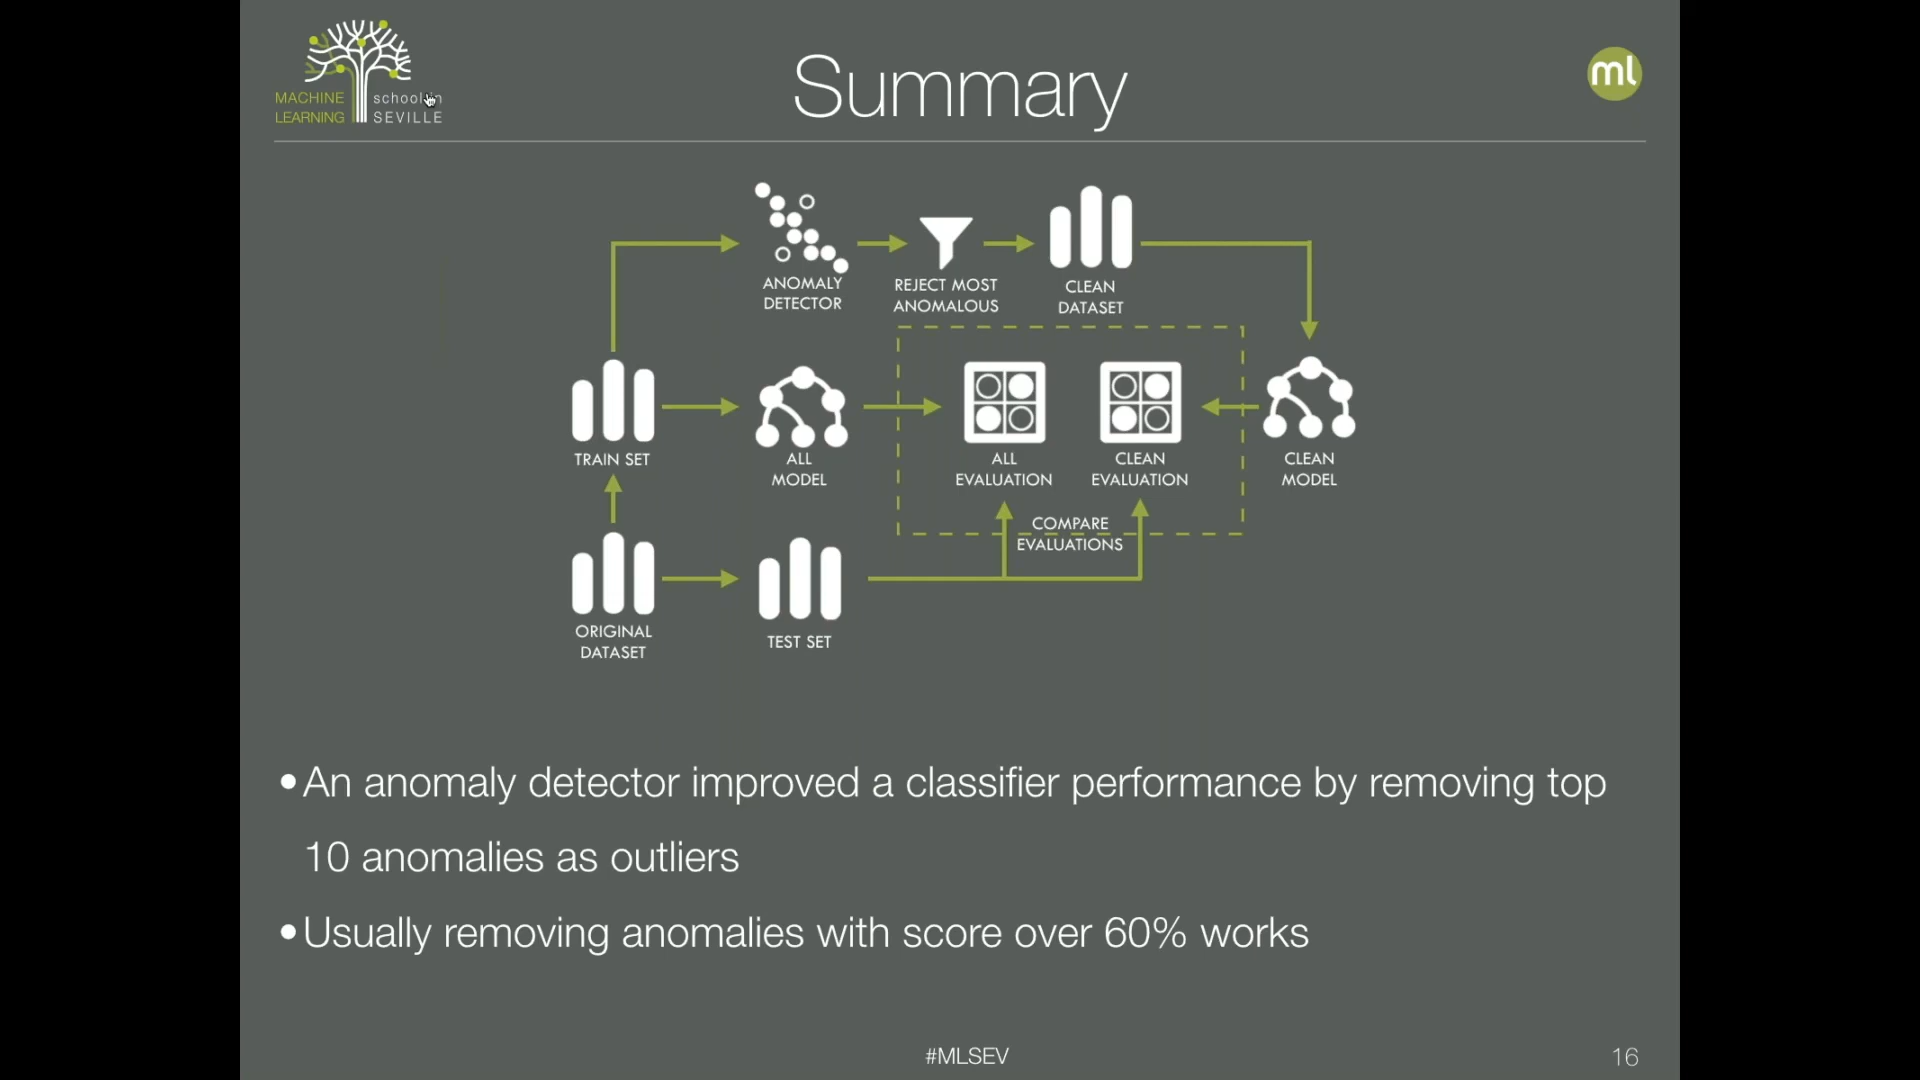 MACHINE
LEARNING
school in
SEVILLE
Summary
ml
ANOMALY
DETECTOR
REJECT MOST
ANOMALOUS
CLEAN
DATASET
TRAIN SET
ALL
MODEL
ALL
EVALUATION
CLEAN
EVALUATION
CLEAN
MODEL
COMPARE
EVALUATIONS
ORIGINAL
DATASET
TEST SET
•An anomaly detector improved a classifier performance by removing top
10 anomalies as outliers
•Usually removing anomalies with score over 60% works
#MLSEV
16